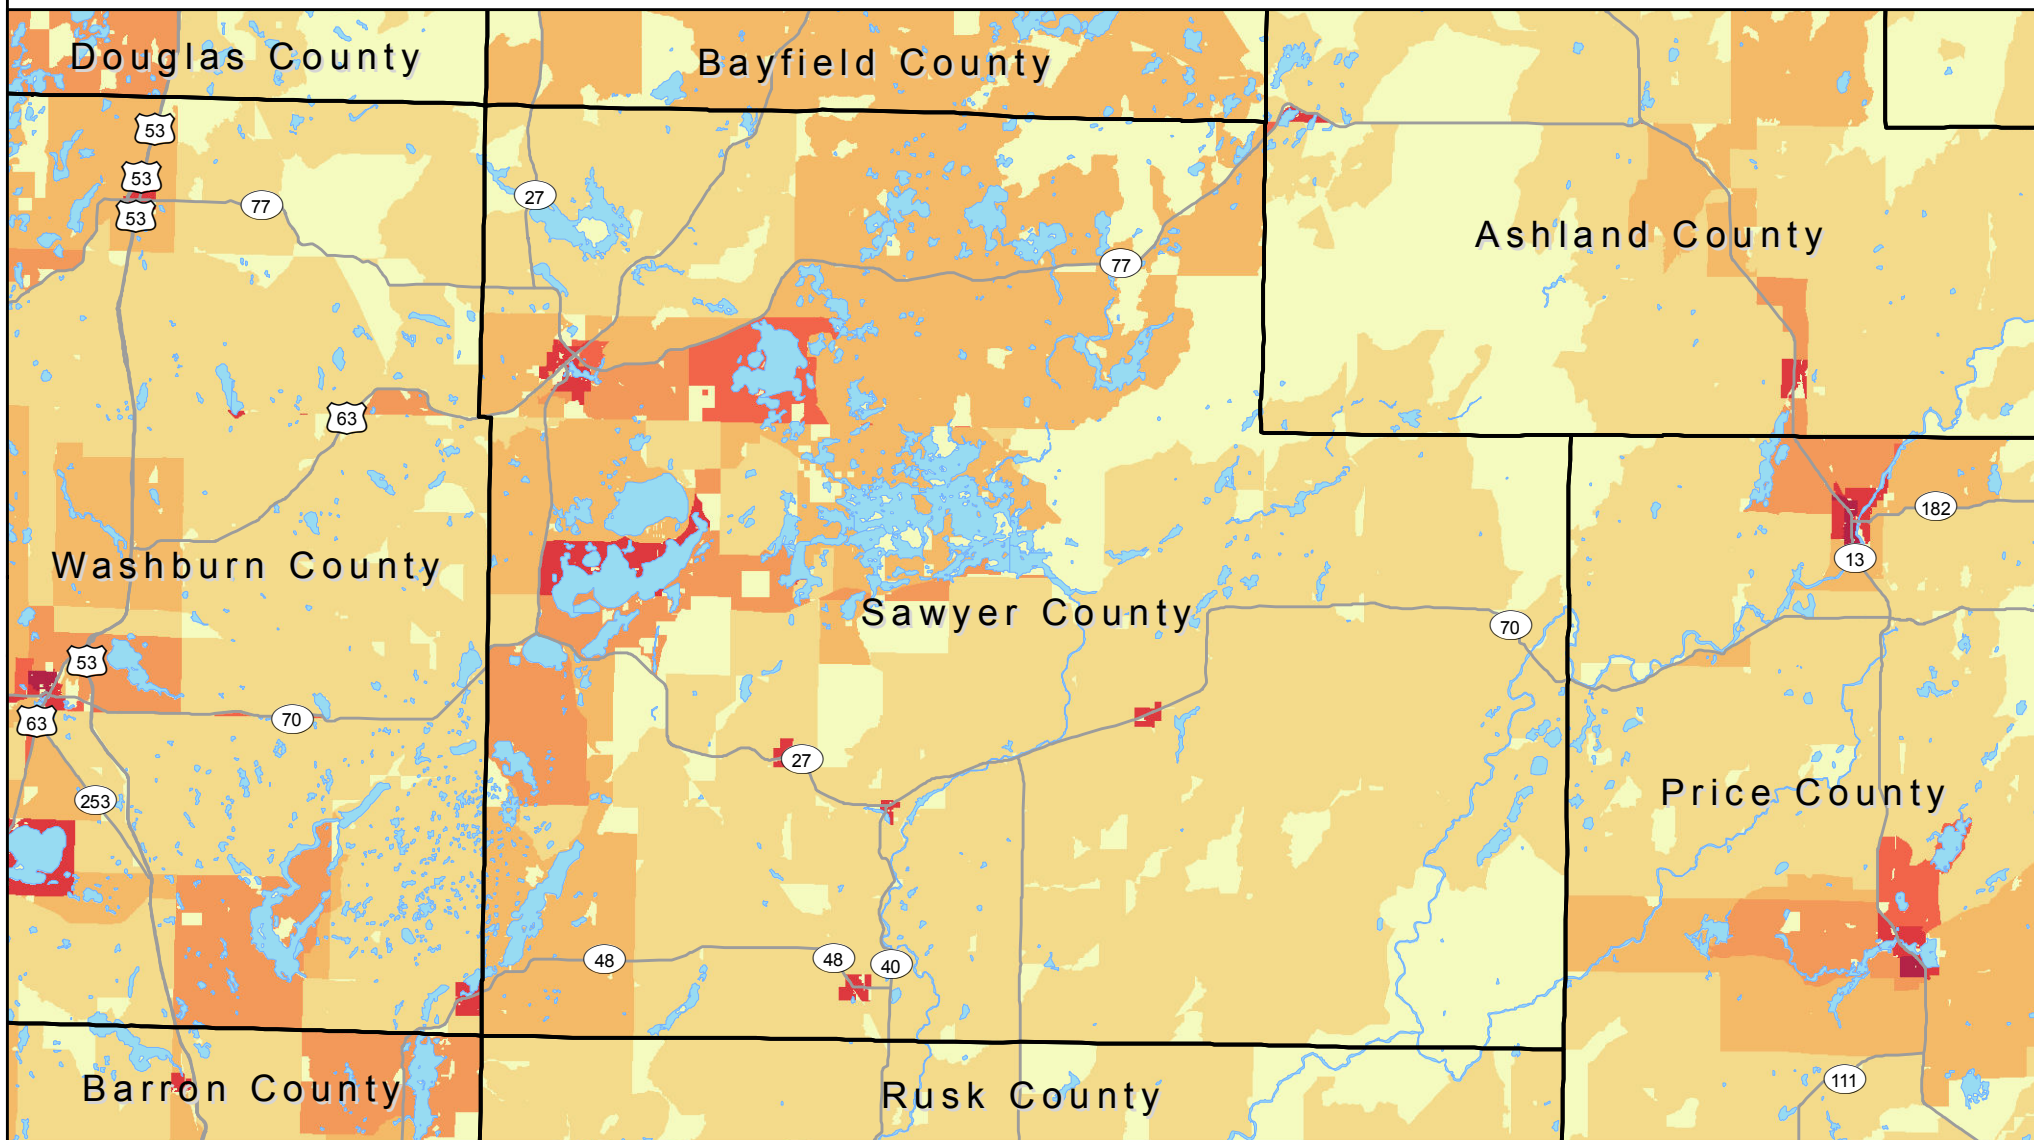 Douglas County
Bayfield County
53
53
53
77
27
77
Ashland County
63
182
13
Washburn County
Sawyer County
70
53
63
70
27
253
Price County
48
48
40
111
Barron County
Rusk County